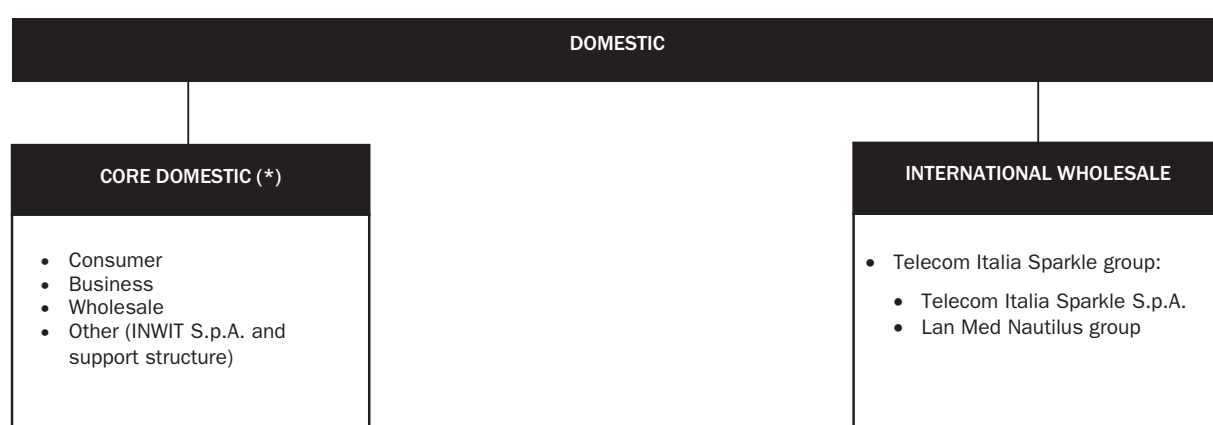 DOMESTIC
CORE DOMESTIC (*)
• Consumer
• Business
• Wholesale
• Other (INWIT S.p.A. and
support structure)
INTERNATIONAL WHOLESALE
• Telecom Italia Sparkle group:
• Telecom Italia Sparkle S.p.A.
• Lan Med Nautilus group